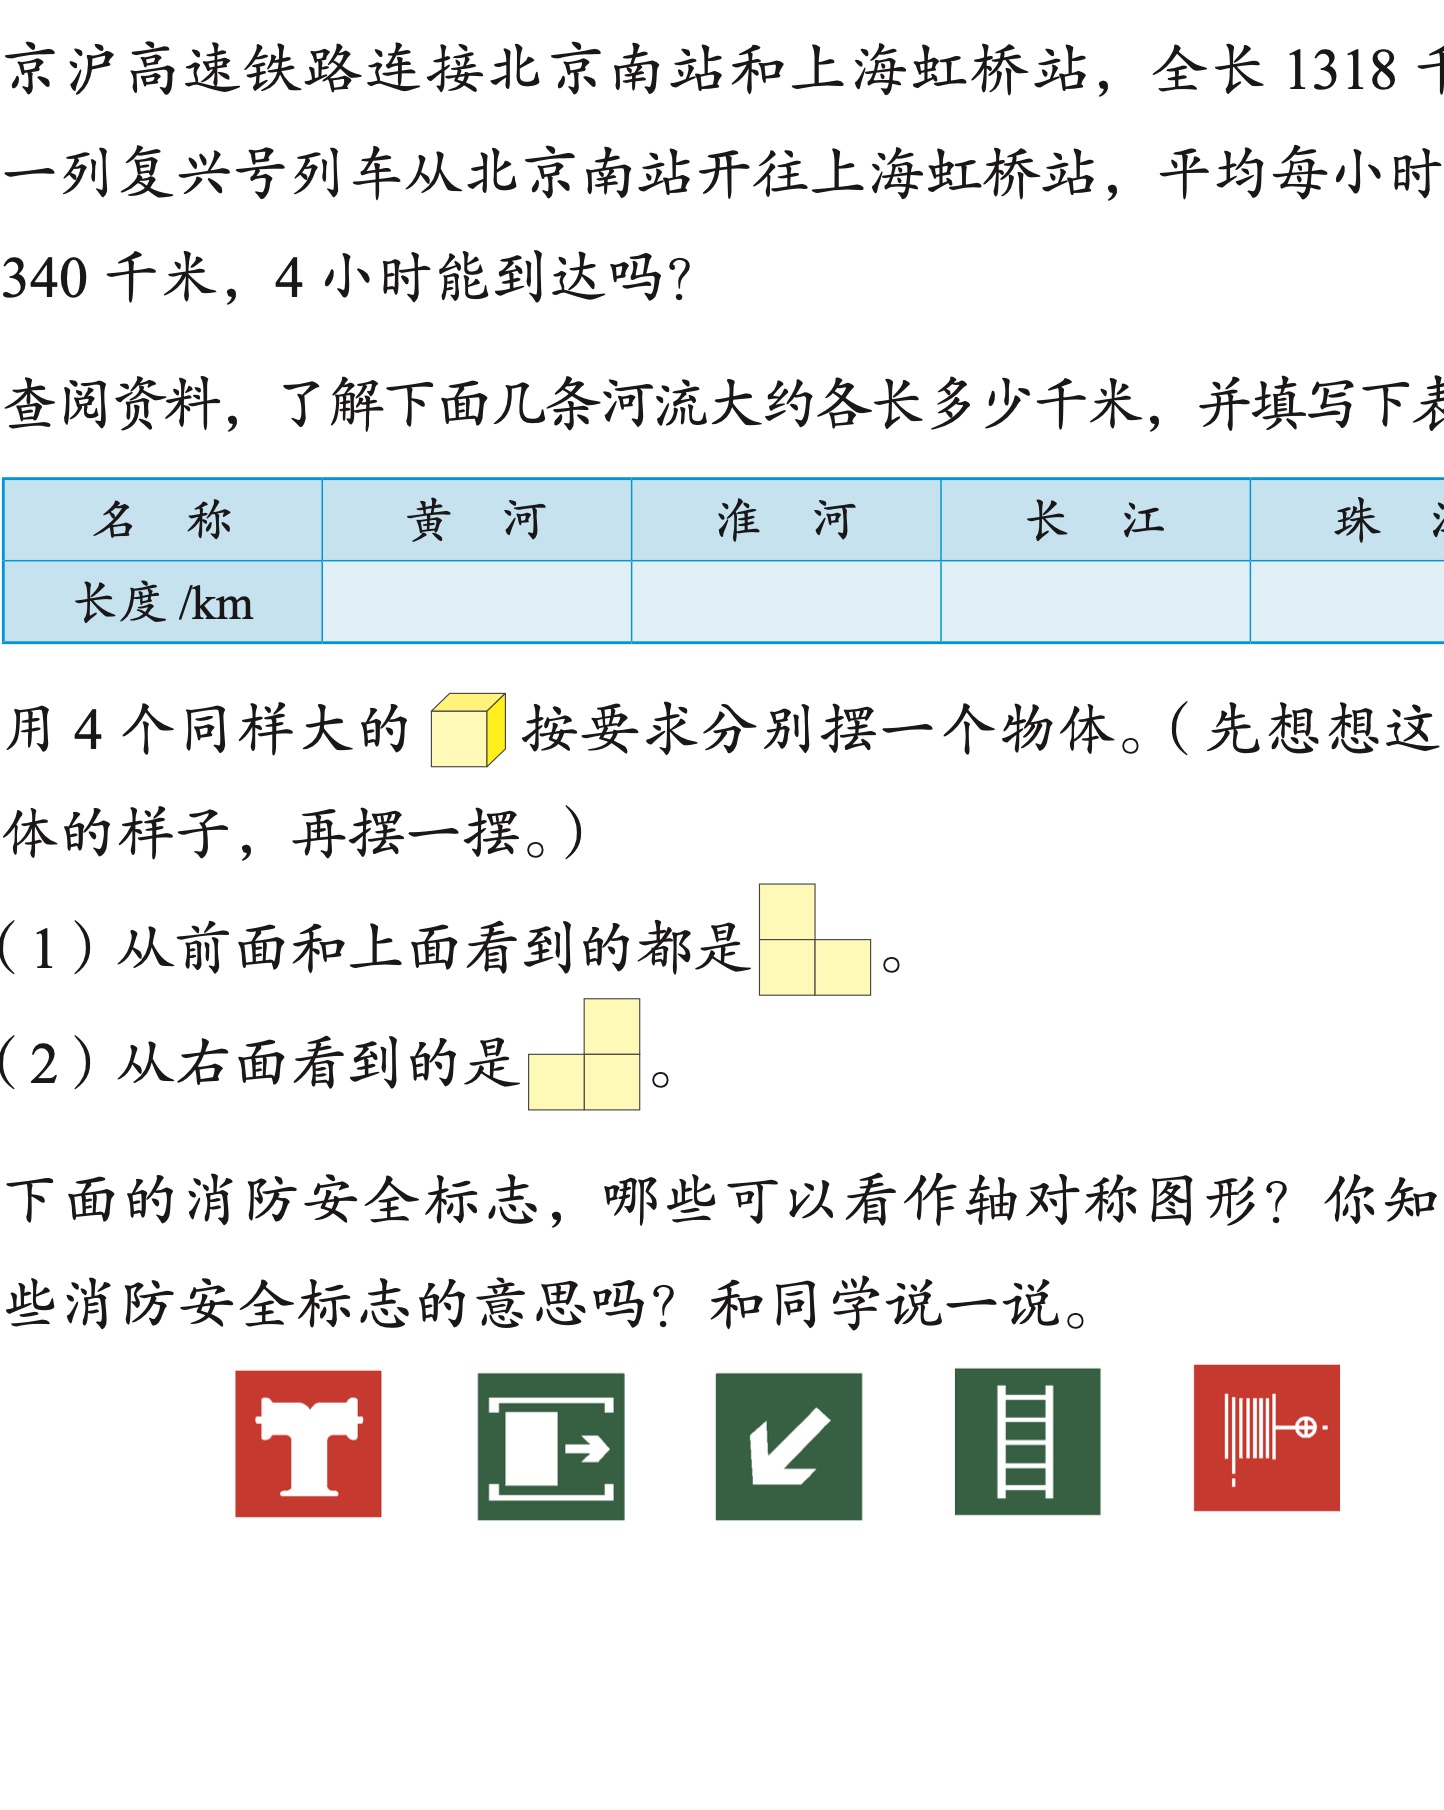 京沪高速铁路连接北京南站和上海虹桥站，全长 1318 千
一列复兴号列车从北京南站开往上海虹桥站，平均每小时
340 千米，4 小时能到达吗？
查阅资料，了解下面几条河流大约各长多少千米，并填写下表
名 称 黄 河 淮 河 长 江 珠
长度 /km
用 4 个同样大的 按要求分别摆一个物体。（先想想这
体的样子，再摆一摆。）
（1）从前面和上面看到的都是 。
（2）从右面看到的是 。
下面的消防安全标志，哪些可以看作轴对称图形？你知
些消防安全标志的意思吗？和同学说一说。